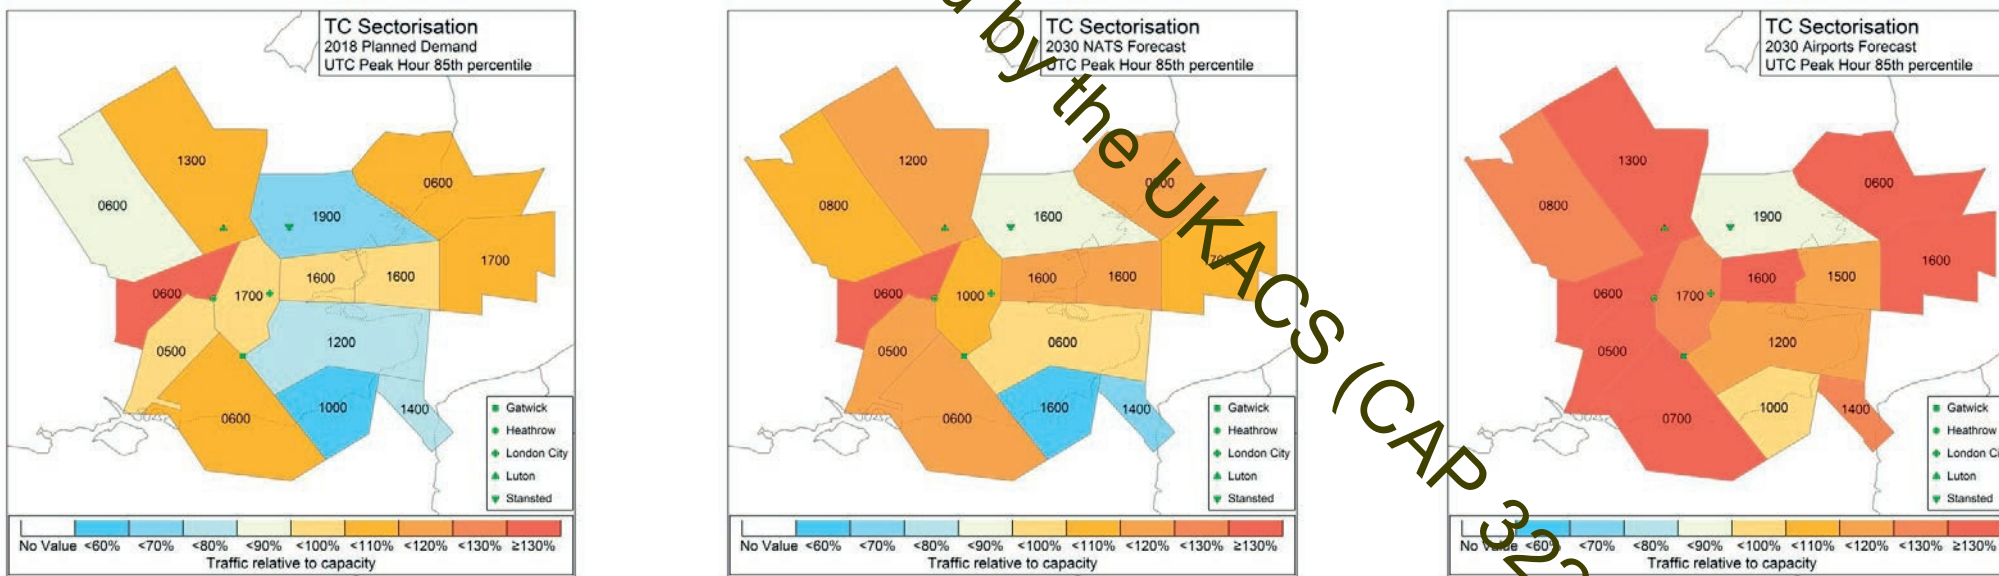 TC Sectorisation
2018 Planned Demand
UTC Peak Hour 85th percentile
1300
0600
0600
1900
1700
1600
1600
0600
1700
1200
0500
1000
1400
0600
Gatwick
Heathrow
London City
Luton
Stansted
No Value <60% <70% <80% <90% <100% <110% <120% <130% ≥130%
Traffic relative to capacity
TC Sectorisation
2030 NATS Forecast
UTC Peak Hour 85th percentile
1200
0800
1600
1600
1600
0600
1000
0600
0500
1600
1400
0600
Gatwick
Heathrow
London City
Luton
Stansted
No Value <60% <70% <80% <90% <100% <110% <120% <130% ≥130%
Traffic relative to capacity
TC Sectorisation
2030 Airports Forecast
UTC Peak Hour 85th percentile
1300
0600
0800
1900
1600
1600
1500
0600
1700
1200
0500
1000
1400
0700
Gatwick
Heathrow
London Ci
Luton
Stansted
No Value <60% <70% <80% <90% <100% <110% <120% <130% ≥130%
Traffic relative to capacity
by the UKACS (CAP 322